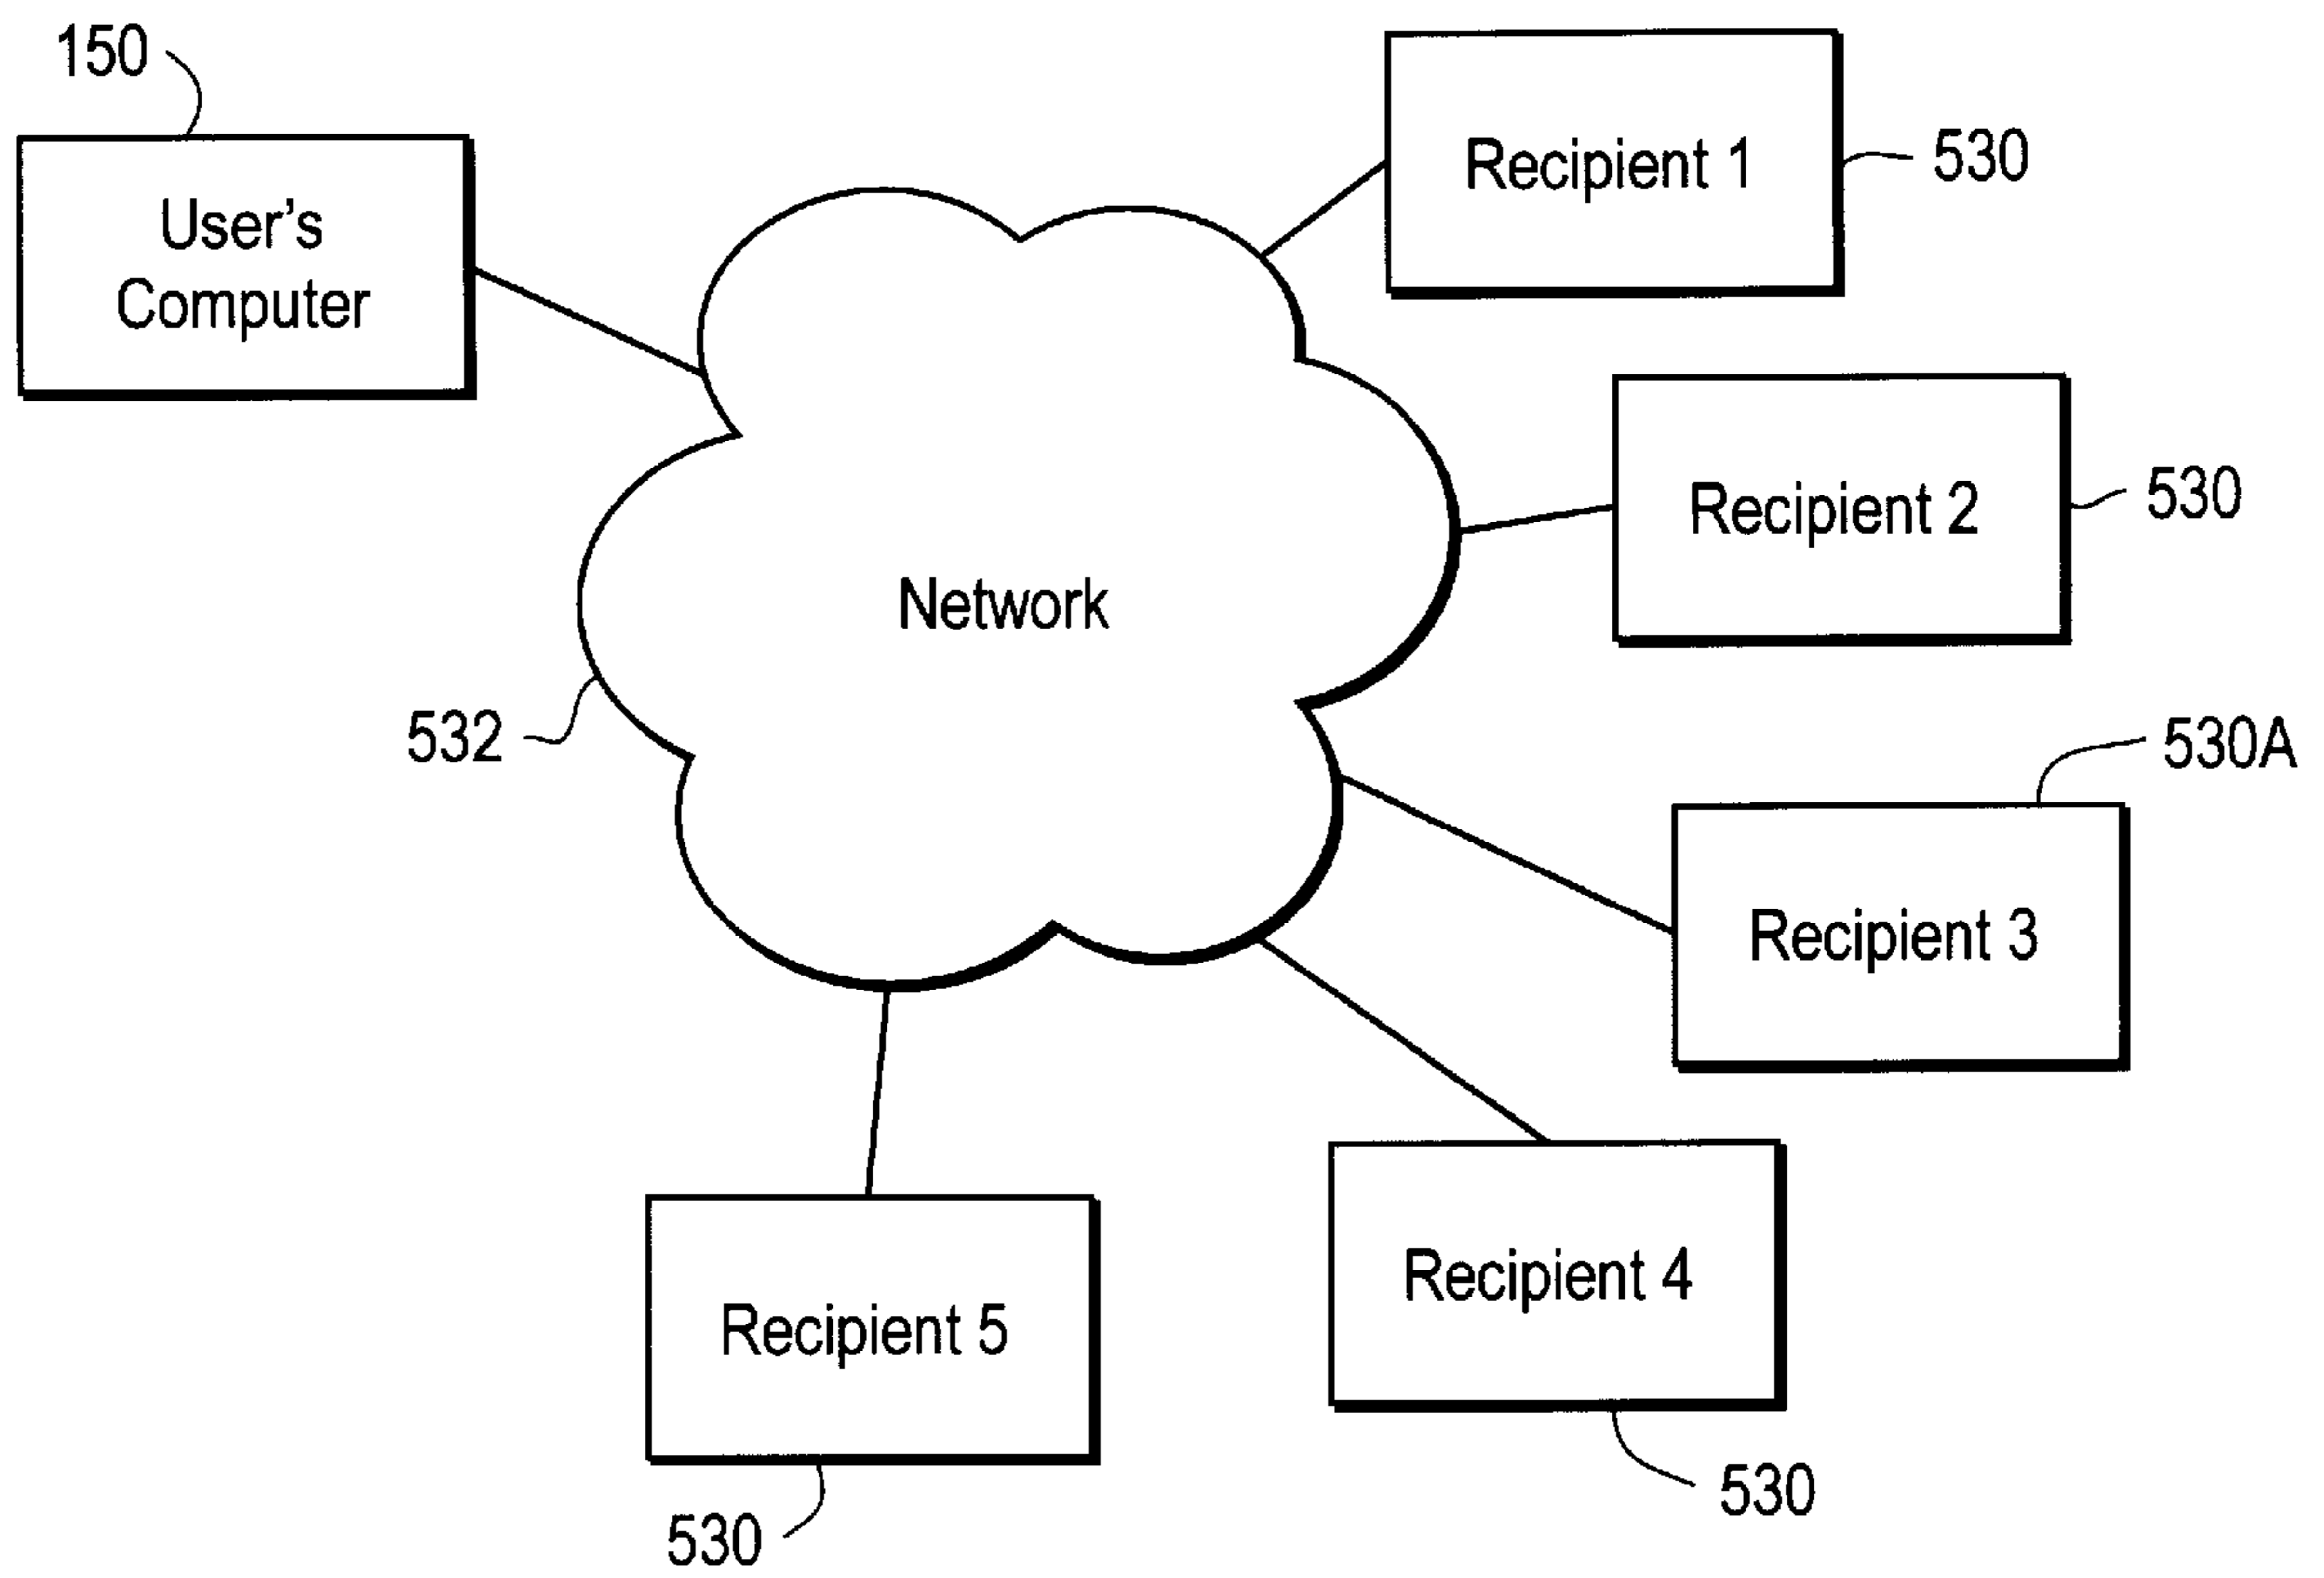 150
User's
Computer
Recipient 1
530
Recipient 2
530
Network
532
530A
Recipient 3
Recipient 4
530
Recipient 5
530